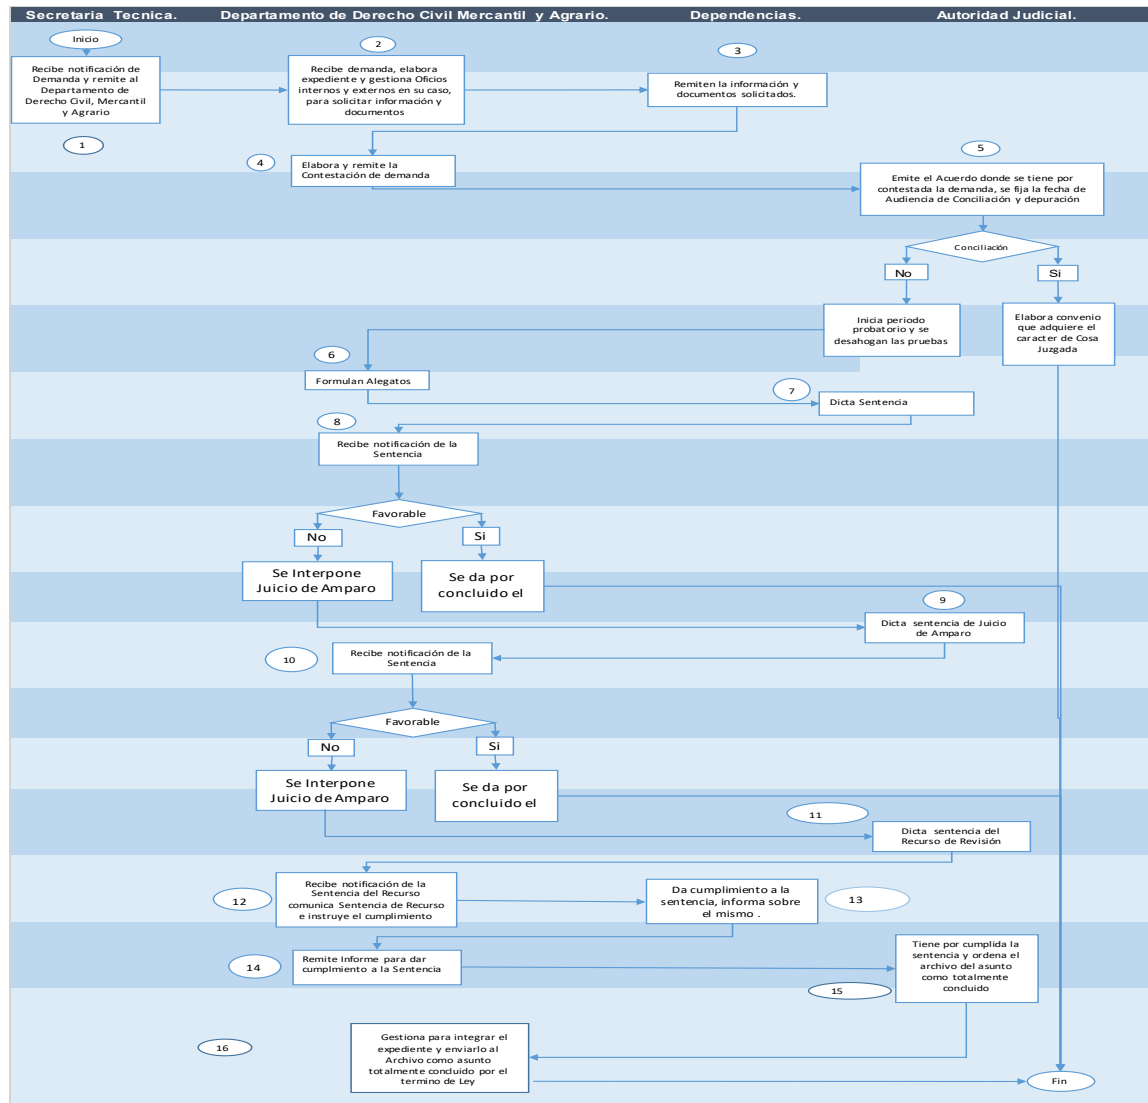 Secretaria Tecnica.
Departamento de Derecho Civil Mercantil y Agrario.
Dependencias.
Autoridad Judicial.
Inicio
Recibe notificación de
Demanda y remite al
Departamento de
Derecho Civil, Mercantil
y Agrario
1
2
Recibe demanda, elabora
expediente y gestiona Oficios
internos y externos en su caso,
para solicitar información y
documentos
3
Remiten la información y
documentos solicitados.
4
Elabora y remite la
Contestación de demanda
5
Emite el Acuerdo donde se tiene por
contestada la demanda, se fija la fecha de
Audiencia de Conciliación y depuración
Conciliación
No
Si
Inicia periodo
probatorio y se
desahogan las pruebas
Elabora convenio
que adquiere el
caracter de Cosa
Juzgada
6
Formulan Alegatos
7
Dicta Sentencia
8
Recibe notificación de la
Sentencia
Favorable
No
Si
Se Interpone
Juicio de Amparo
Se da por
concluido el
9
Dicta sentencia de Juicio
de Amparo
10
Recibe notificación de la
Sentencia
Favorable
No
Si
Se Interpone
Juicio de Amparo
Se da por
concluido el
11
Dicta sentencia del
Recurso de Revisión
12
Recibe notificación de la
Sentencia del Recurso
comunica Sentencia de Recurso
e instruye el cumplimiento
Da cumplimiento a la
sentencia, informa sobre
el mismo .
13
14
Remite Informe para dar
cumplmiento a la Sentencia
Tiene por cumplida la
sentencia y ordena el
archivo del asunto
como totalmente
concluido
15
16
Gestiona para integrar el
expediente y enviarlo al
Archivo como asunto
totalmente concluido por el
termino de Ley
Fin